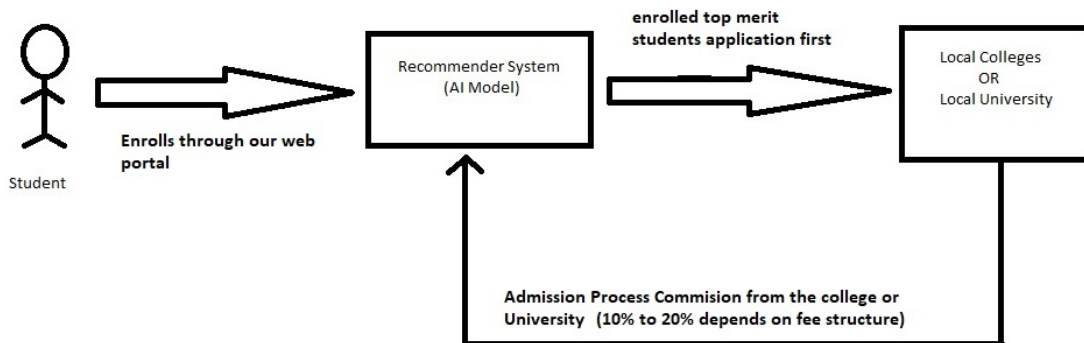 enrolled top merit
students application first
Recommender System
(AI Model)
Local Colleges
OR
Local University
Enrolls through our web
portal
Student
Admission Process Commision from the college or
University (10% to 20% depends on fee structure)